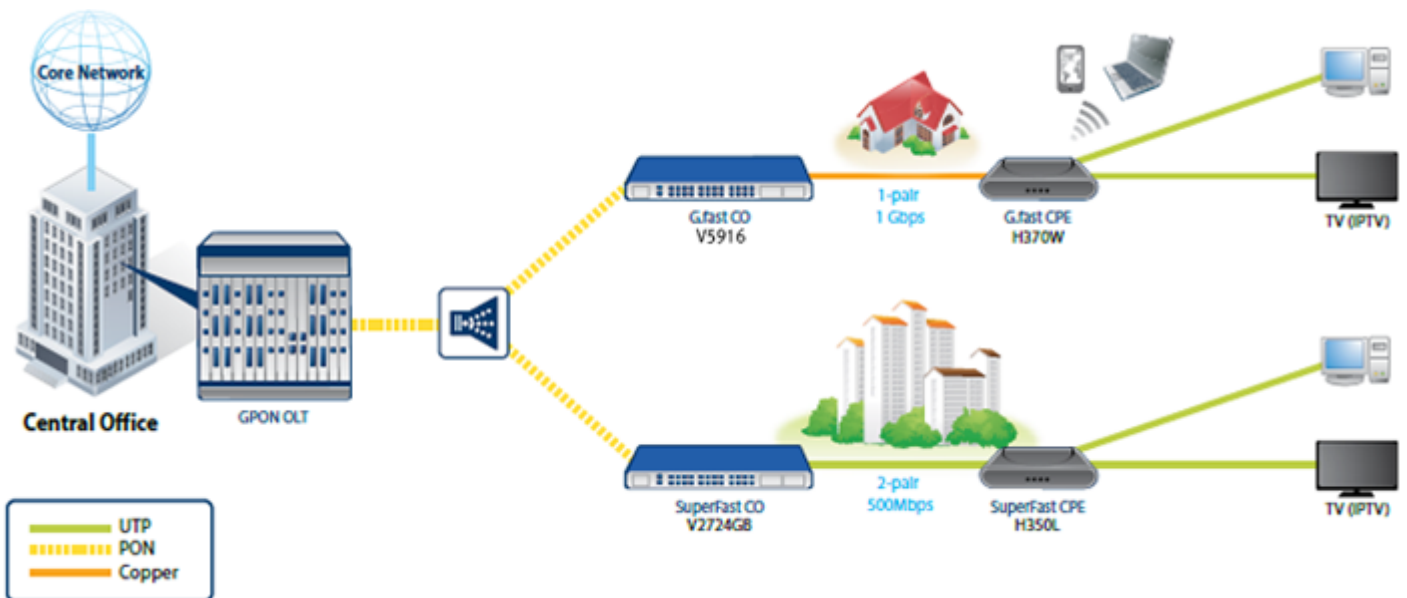 Core Network
Central Office
GPON OLT
G.fast CO
V5916
1-pair
1 Gbps
G.fast CPE
H370W
TV (IPTV)
SuperFast CO
V2724GB
2-pair
500Mbps
SuperFast CPE
H350L
TV (IPTV)
UTP
PON
Copper